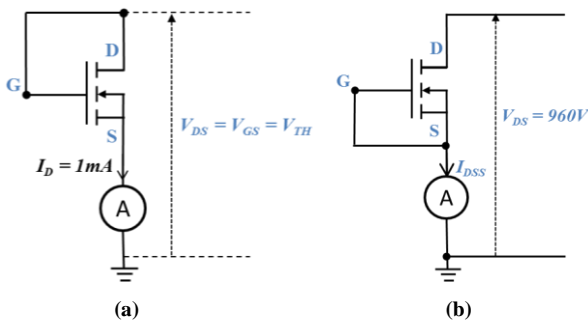 D
G
S
V_DS = V_GS = V_TH
I_D = 1mA
A
(a)
D
G
S
V_DS = 960V
I_DSS
A
(b)